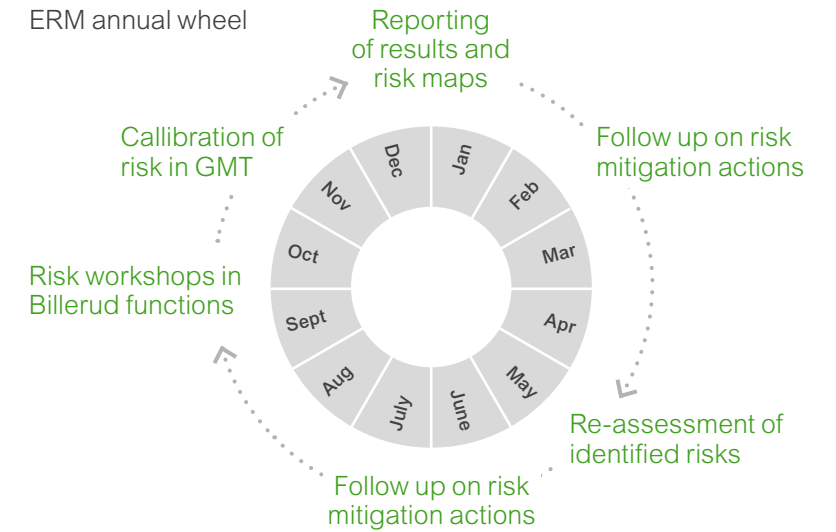 ERM annual wheel
Reporting
of results and
risk maps
Follow up on risk
mitigation actions
Re-assessment of
identified risks
Follow up on risk
mitigation actions
Risk workshops in
Billerud functions
Callibration of
risk in GMT
Jan
Feb
Mar
Apr
May
June
July
Aug
Sept
Oct
Nov
Dec